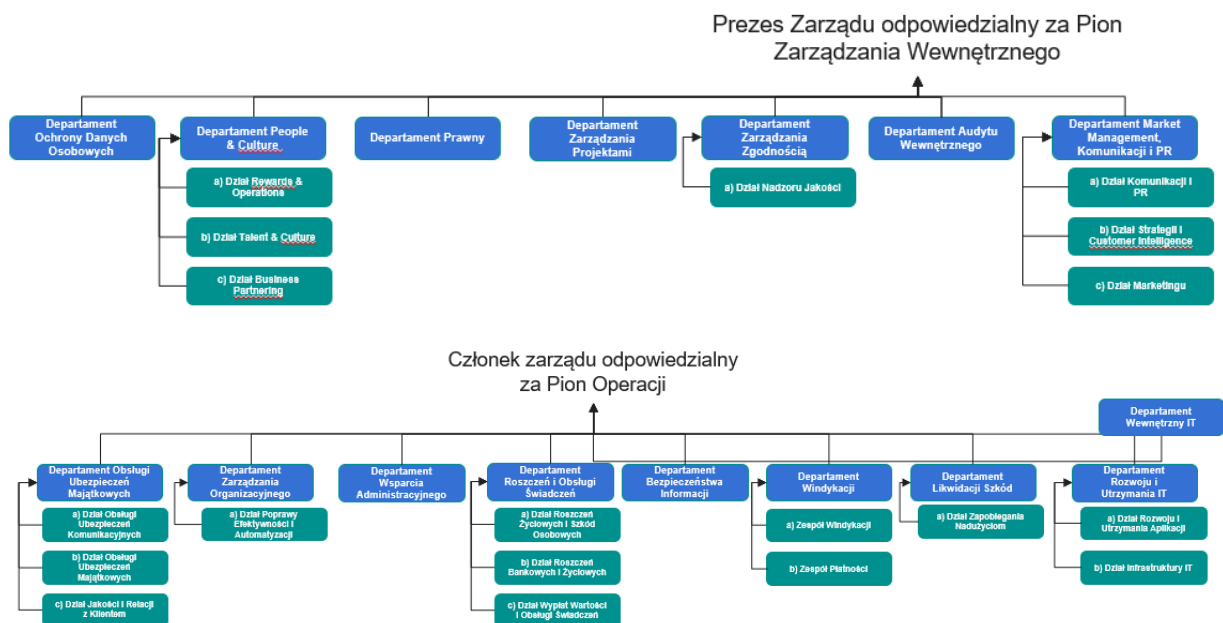 Prezes Zarządu odpowiedzialny za Pion
Zarządzania Wewnętrznego
Departament
Ochrony Danych
Osobowych
Departament People
& Culture
a) Dział Rewards &
Operations
b) Dział Talent & Culture
c) Dział Business
Partnering
Departament Prawny
Departament
Zarządzania
Projektami
Departament
Zarządzania
Zgodnością
a) Dział Nadzoru Jakości
Departament Audytu
Wewnętrznego
Departament Market
Management,
Komunikacji i PR
a) Dział Komunikacji i
PR
b) Dział Strategii i
Customer Intelligence
c) Dział Marketingu
Członek zarządu odpowiedzialny
za Pion Operacji
Departament
Wewnętrzny IT
Departament Obsługi
Ubezpieczeń
Majątkowych
a) Dział Obsługi
Ubezpieczeń
Komunikacyjnych
b) Dział Obsługi
Ubezpieczeń
Majątkowych
c) Dział Jakości i Relacji
z Klientem
Departament
Zarządzania
Organizacyjnego
a) Dział Poprawy
Efektywności i
Automatyzacji
Departament
Wsparcia
Administracyjnego
Departament
Roszczeń i Obsługi
Świadczeń
a) Dział Roszczeń
Życiowych i Szkód
Osobowych
b) Dział Roszczeń
Bankowych i Życiowych
c) Dział Wypłat Wartości
i Obsługi Świadczeń
Departament
Bezpieczeństwa
Informacji
Departament
Windykacji
a) Zespół Windykacji
b) Zespół Płatności
Departament
Likwidacji Szkód
a) Dział Zapobiegania
Nadużyciom
Departament
Rozwoju i
Utrzymania IT
a) Dział Rozwoju i
Utrzymania Aplikacji
b) Dział Infrastruktury IT